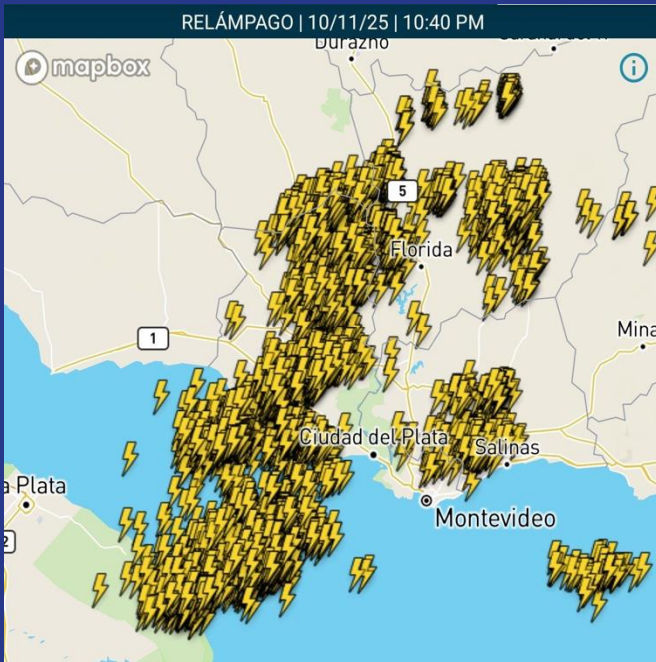 RELÁMPAGO | 10/11/25 | 10:40 PM
Durazno
mapbox
5
Florida
1
Mina
Ciudad del Plata
Salinas
a Plata
Montevideo
2